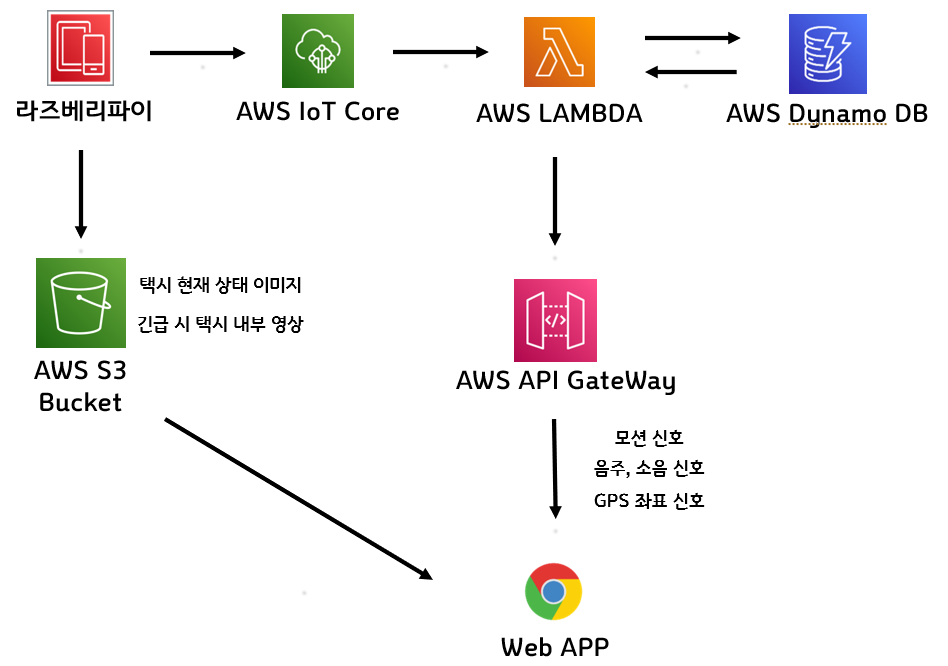 라즈베리파이
AWS IoT Core
AWS LAMBDA
AWS Dynamo DB
택시 현재 상태 이미지
긴급 시 택시 내부 영상
AWS S3
Bucket
AWS API GateWay
모션 신호
음주, 소음 신호
GPS 좌표 신호
Web APP